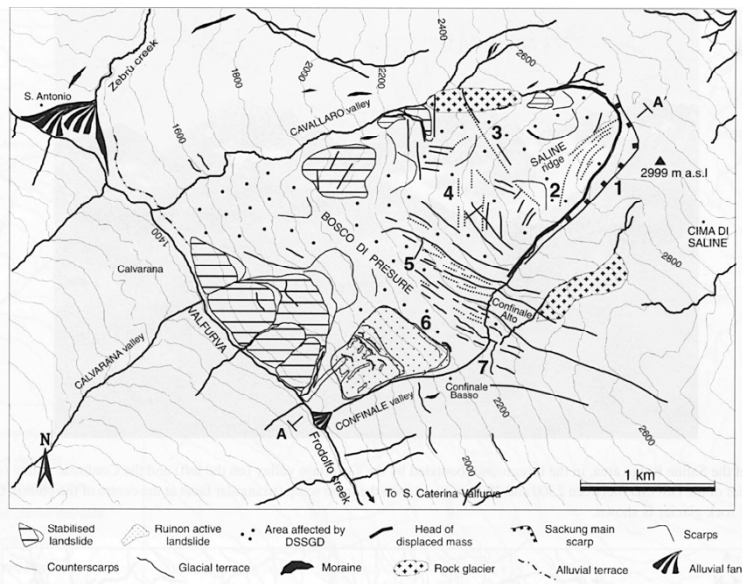 2400
2600
Zebrù creek
S. Antonio
1800
2000
2200
CAVALLARO valley
1600
3
A'
SALINE
ridge
2999 m a.s.l
1
2
4
CIMA DI
SALINE
BOSCO DI PRESURE
1400
5
2800
Calvarana
VALFURVA
Confinale
Alto
CALVARANA valley
6
7
Confinale
Basso
CONFINALE valley
2200
A
N
2600
2000
Frodolfo creek
1 km
To S. Caterina Valfurva
Stabilised
landslide
Ruinon active
landslide
Area affected by
DSSGD
Head of
displaced mass
Sackung main
scarp
Scarps
Counterscarps
Glacial terrace
Moraine
Rock glacier
Alluvial terrace
Alluvial fan